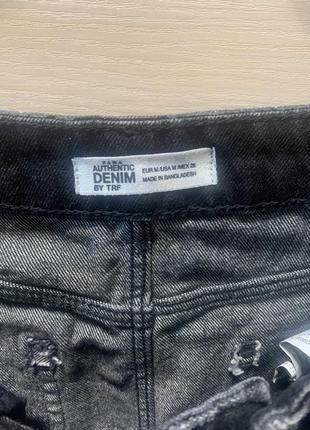 ZARA
AUTHENTIC
DENIM
BY TRF
EUR M/USA M /MEX 28
MADE IN BANGLADESH